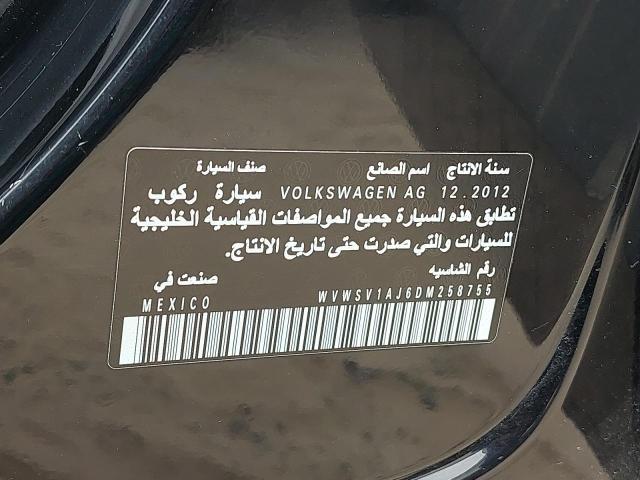 سنة الانتاج اسم الصانع صنف السيارة
12.2012 VOLKSWAGEN AG سيارة ركوب
تطابق هذه السيارة جميع المواصفات القياسية الخليجية
للسيارات والتي صدرت حتى تاريخ الانتاج.
رقم الشاسيه صنعت في
WVWSV1AJ6DM258755 MEXICO